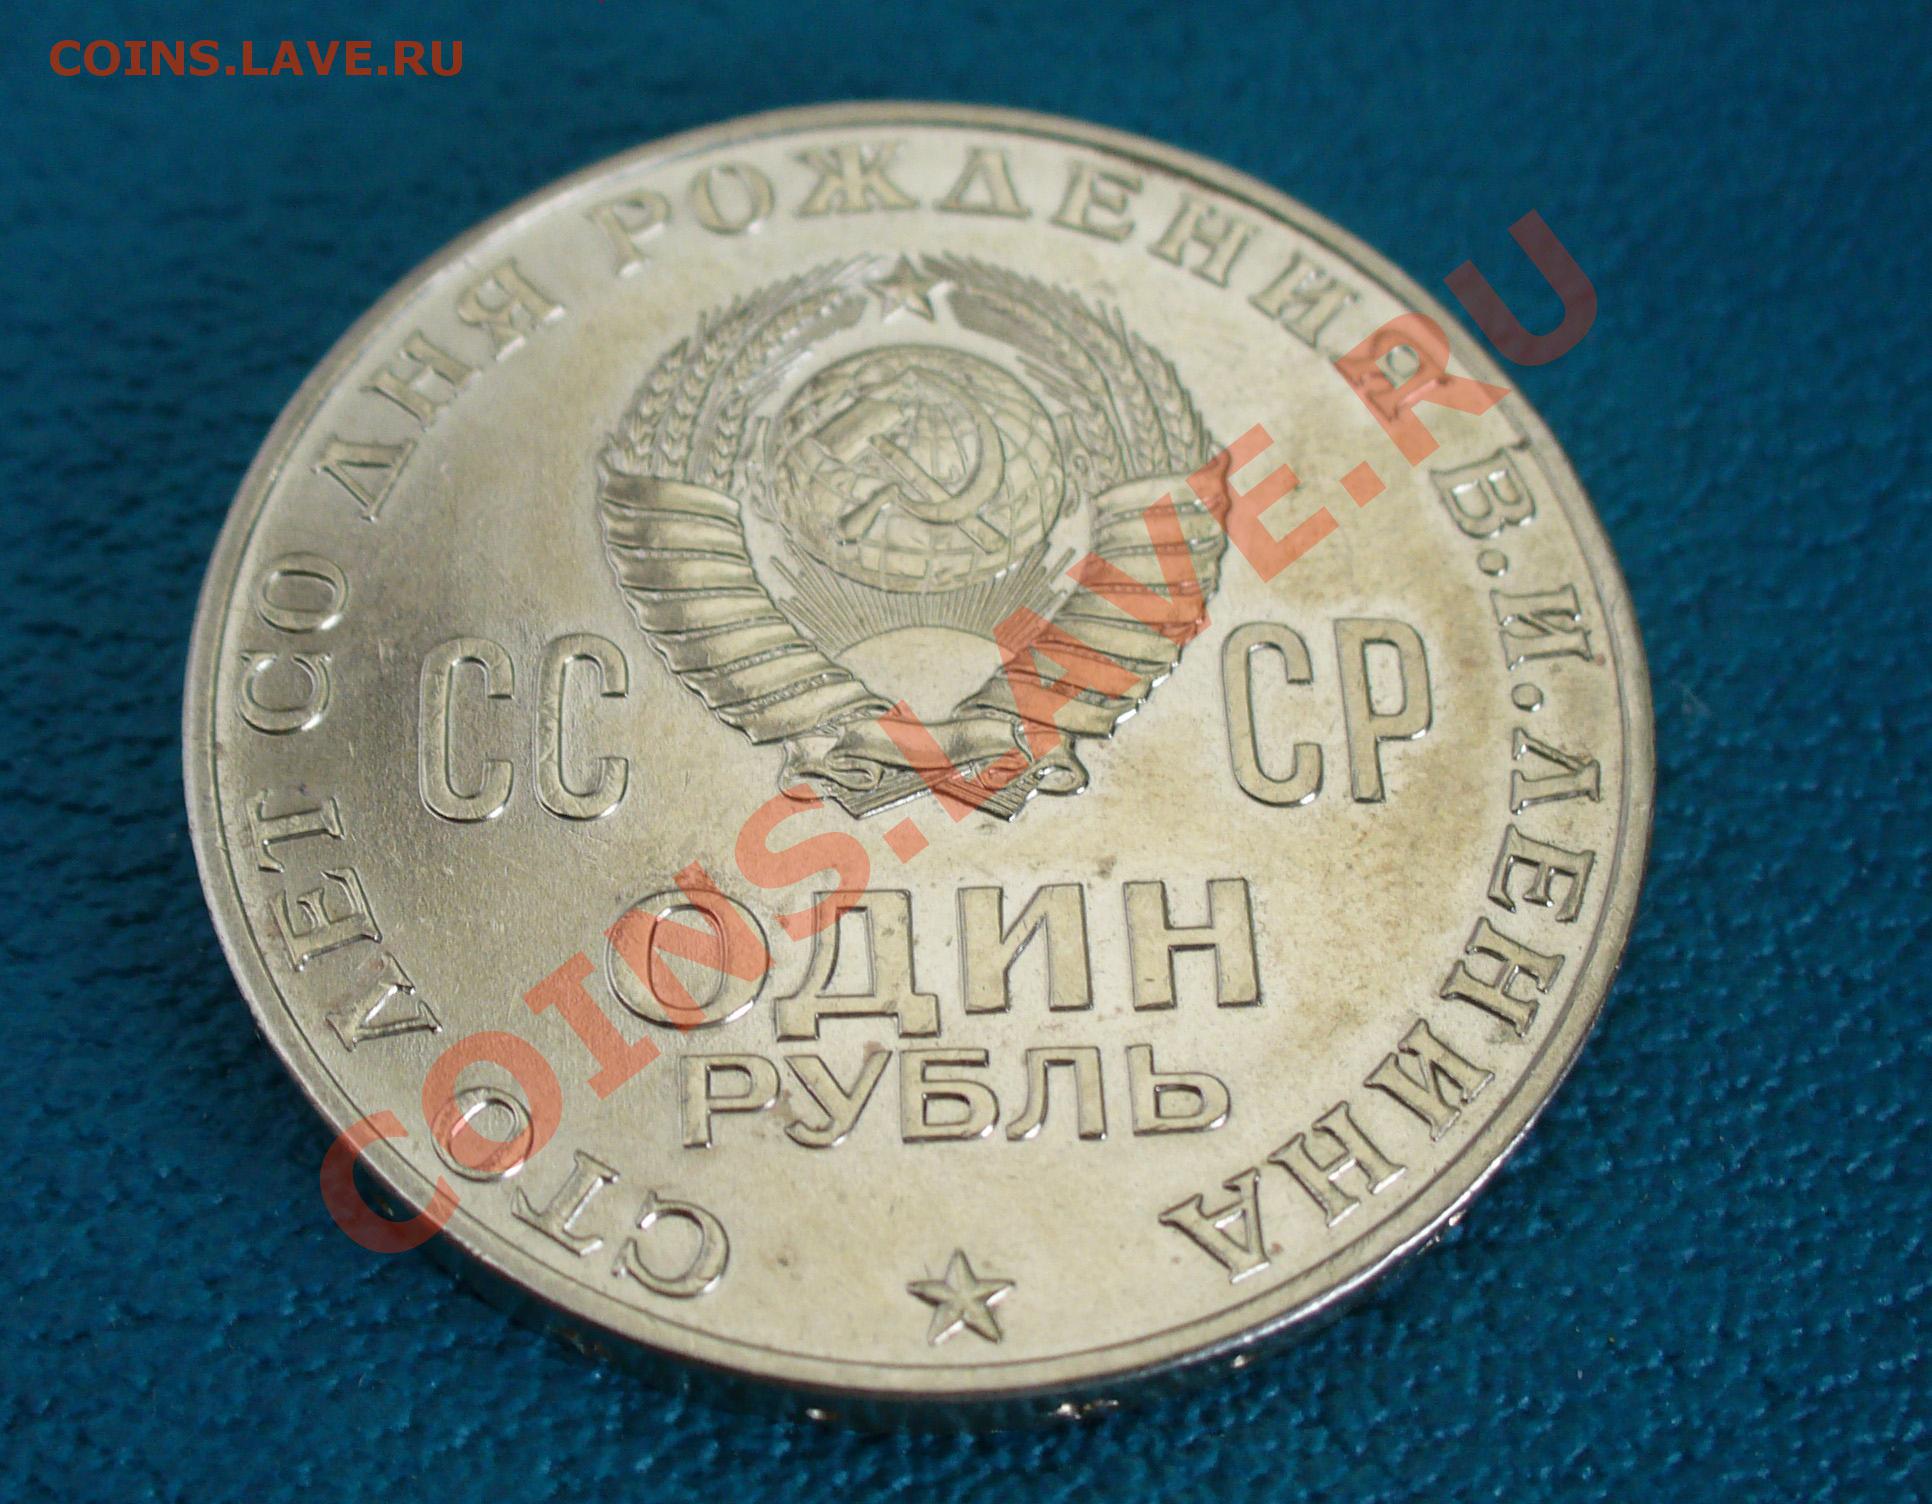 COINS.LAVE.RU
СТО ЛЕТ СО ДНЯ РОЖДЕНИЯ В.И.ЛЕНИНА
СС СР
ОДИН
РУБЛЬ
COINS.LAVE.RU